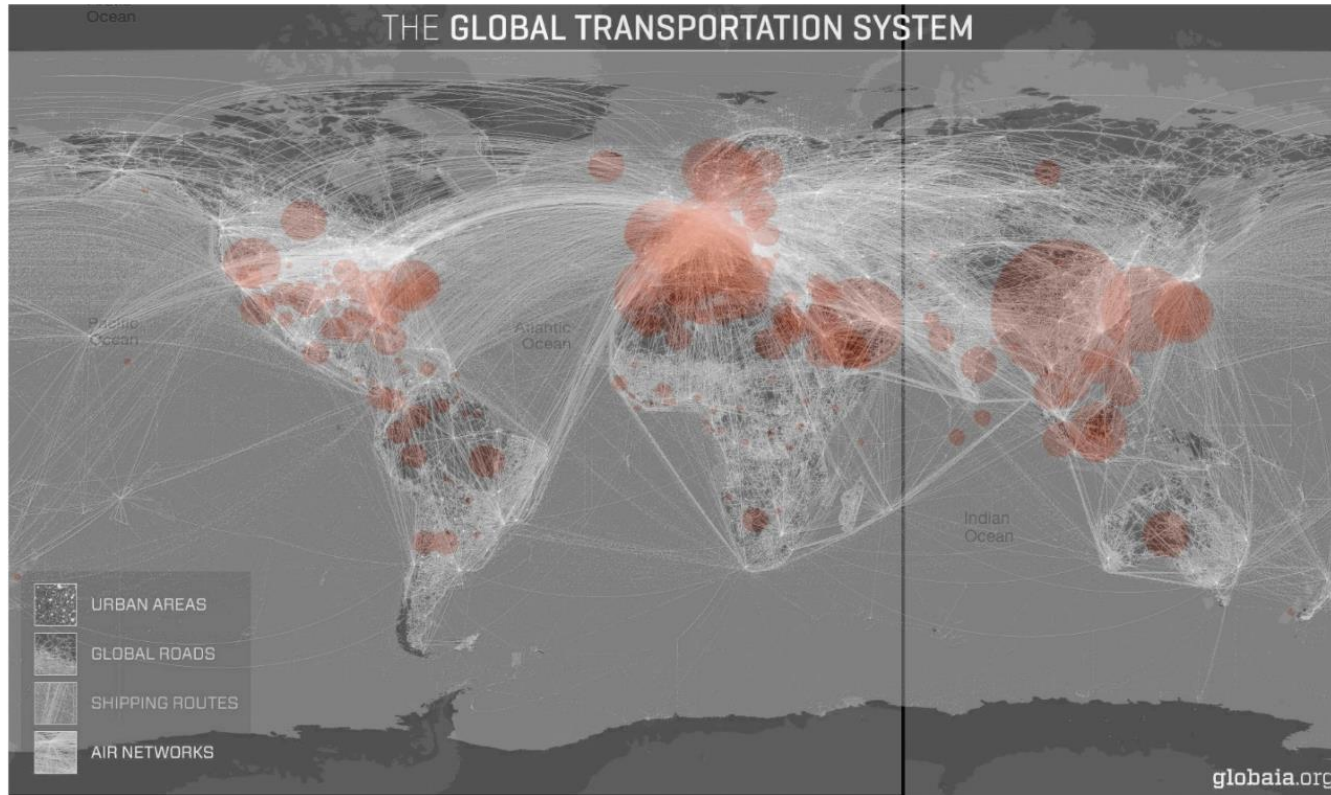 Ocean
THE GLOBAL TRANSPORTATION SYSTEM
Pacific
Ocean
Atlantic
Ocean
Indian
Ocean
URBAN AREAS
GLOBAL ROADS
SHIPPING ROUTES
AIR NETWORKS
globaia.org